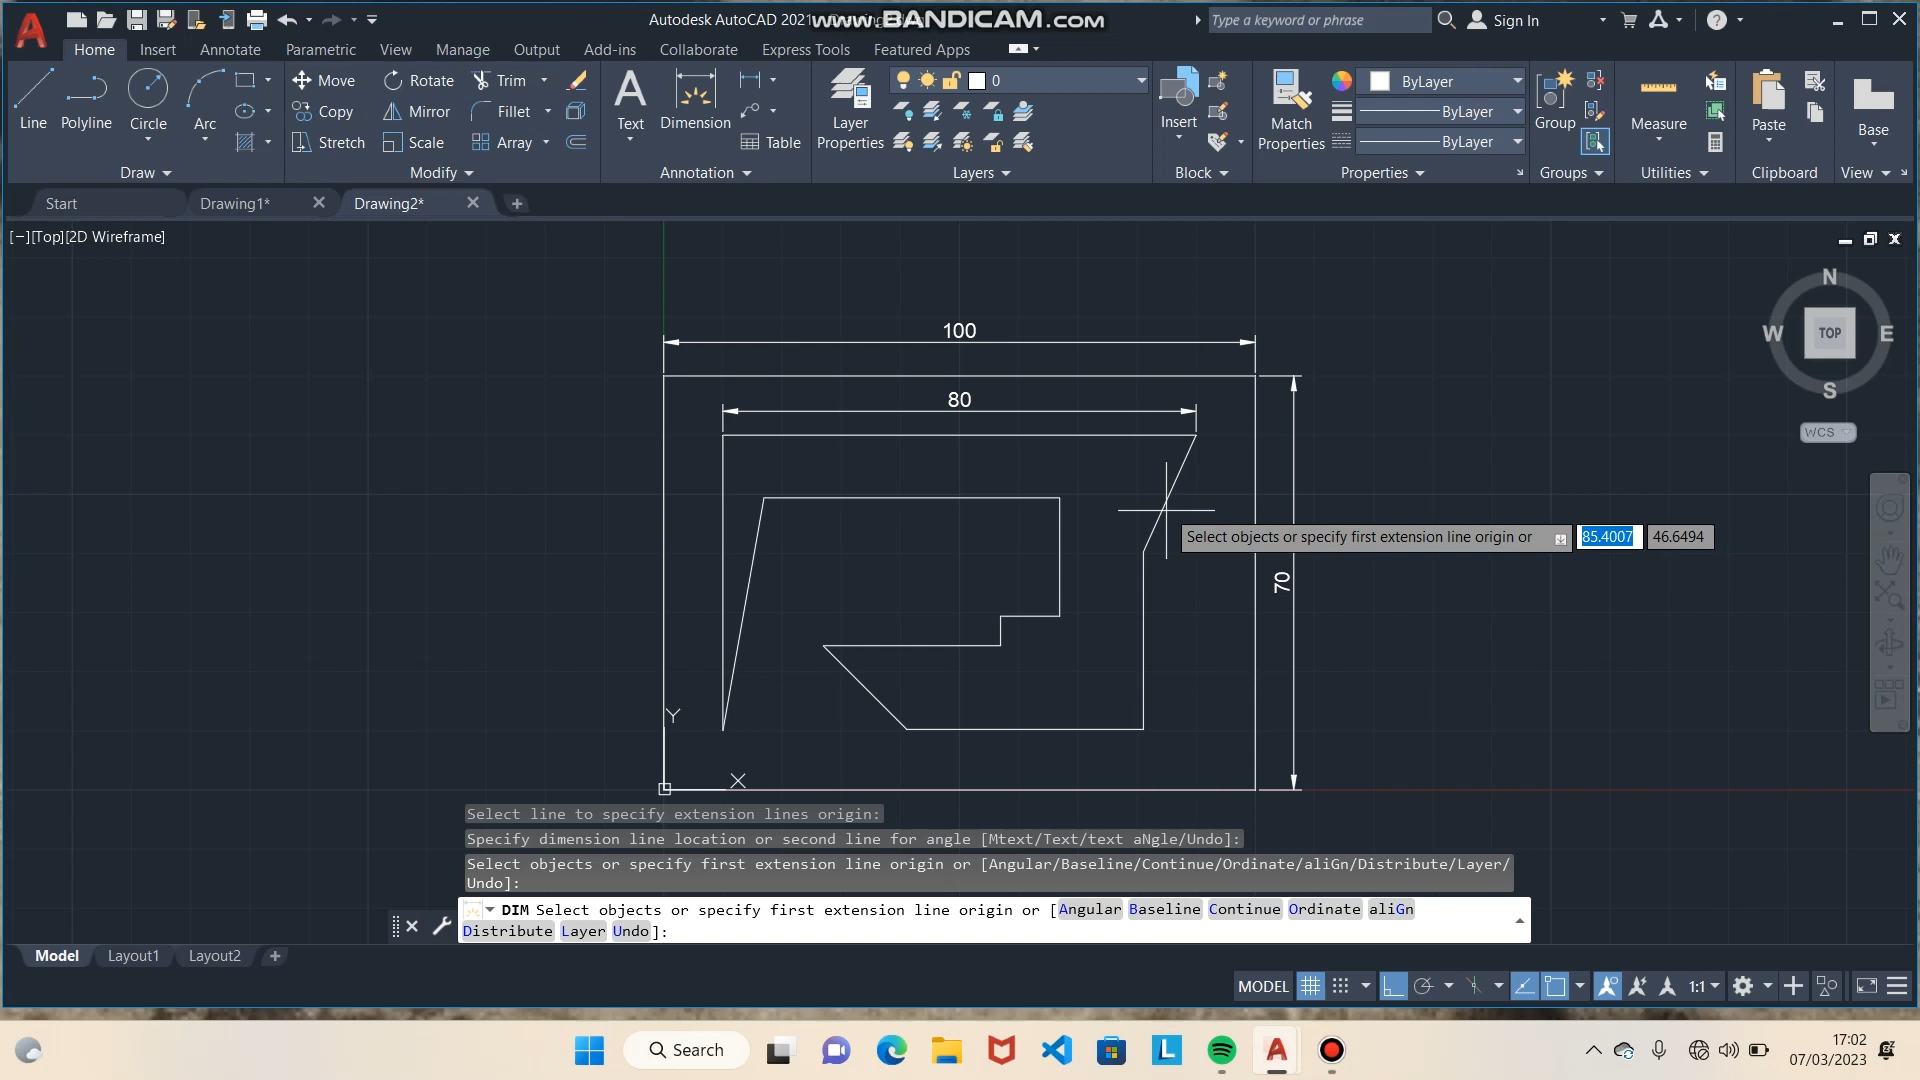 Autodesk AutoCAD 2021
www.BANDICAM.com
Type a keyword or phrase
Sign In
Home Insert Annotate Parametric View Manage Output Add-ins Collaborate Express Tools Featured Apps
Line Polyline Circle Arc
Move Rotate Trim
Copy Mirror Fillet
Stretch Scale Array
Text Dimension Table
Layer Properties
0
Insert
Match Properties
ByLayer
ByLayer
ByLayer
Group
Measure
Paste
Base
Draw Modify Annotation Layers Block Properties Groups Utilities Clipboard View
Start Drawing1* Drawing2*
[−][Top][2D Wireframe]
N
W TOP E
S
WCS
100
80
70
Select objects or specify first extension line origin or 85.4007 46.6494
Y
X
Select line to specify extension lines origin:
Specify dimension line location or second line for angle [Mtext/Text/text aNgle/Undo]:
Select objects or specify first extension line origin or [Angular/Baseline/Continue/Ordinate/aliGn/Distribute/Layer/
Undo]:
DIM Select objects or specify first extension line origin or [Angular Baseline Continue Ordinate aliGn
Distribute Layer Undo]:
Model Layout1 Layout2
MODEL 1:1
Search
17:02
07/03/2023